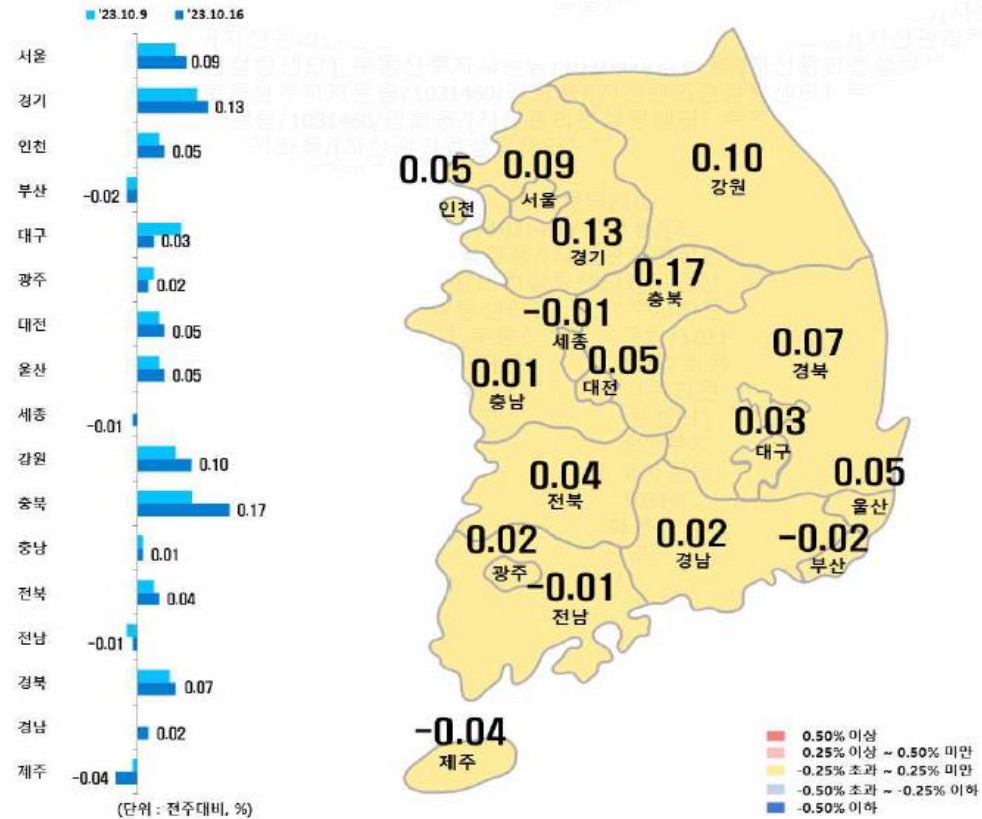 '23.10.9 '23.10.16
서울 0.09
경기 0.13
인천 0.05
부산 -0.02
대구 0.03
광주 0.02
대전 0.05
울산 0.05
세종 -0.01
강원 0.10
충북 0.17
충남 0.01
전북 0.04
전남 -0.01
경북 0.07
경남 0.02
제주 -0.04
(단위 : 전주대비, %)
0.05
인천
0.09
서울
0.10
강원
0.13
경기
0.17
충북
-0.01
세종
0.05
대전
0.01
충남
0.07
경북
0.03
대구
0.05
울산
0.04
전북
0.02
경남
-0.02
부산
0.02
광주
-0.01
전남
-0.04
제주
0.50% 이상
0.25% 이상 ~ 0.50% 미만
-0.25% 초과 ~ 0.25% 미만
-0.50% 초과 ~ -0.25% 이하
-0.50% 이하